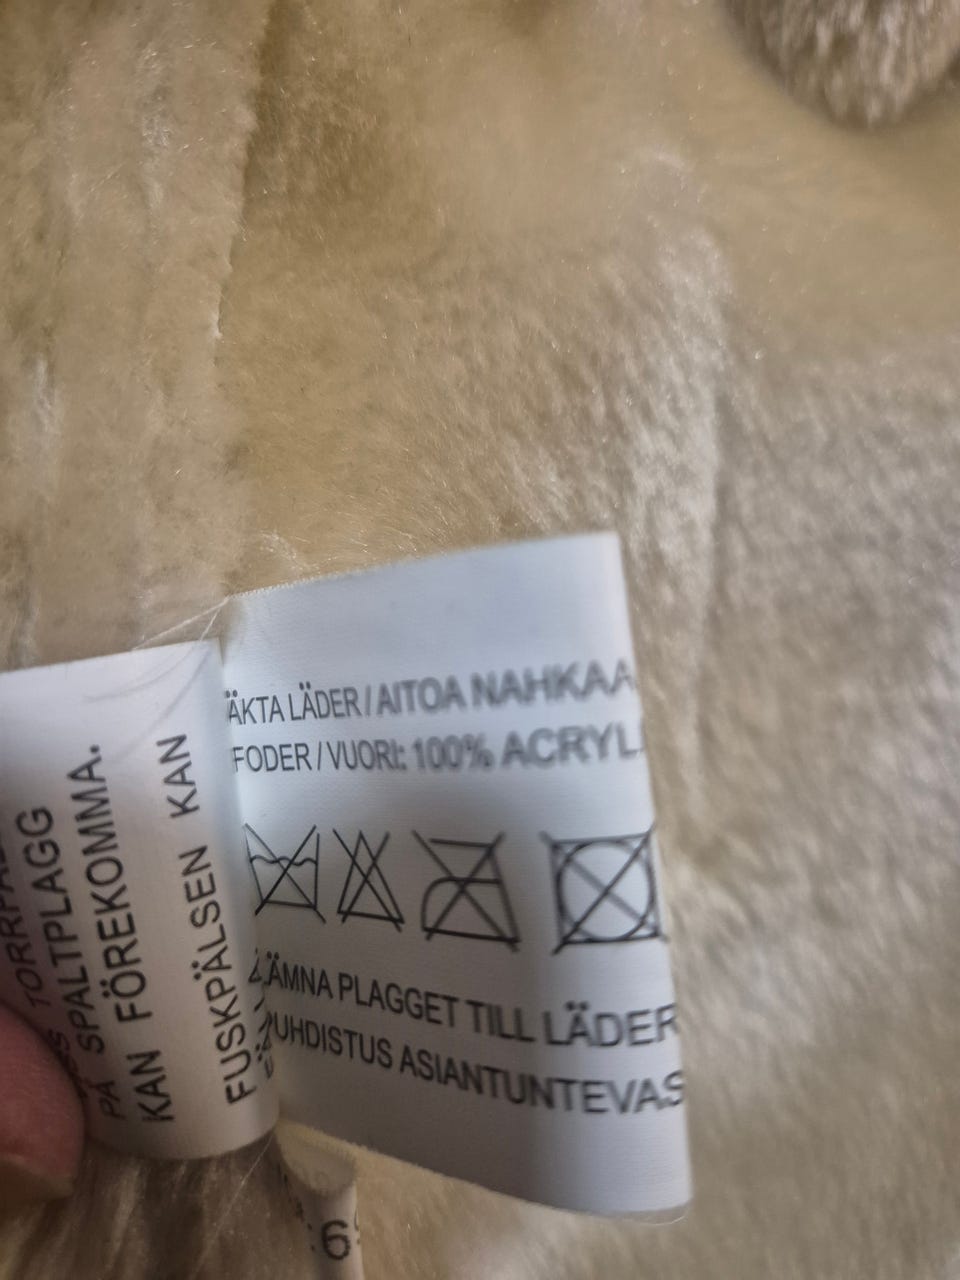 ÄKTA LÄDER / AITOA NAHKAA
FODER / VUORI: 100% ACRYL
LÄMNA PLAGGET TILL LÄDER
PUHDISTUS ASIANTUNTEVAS
PÅ SPALTPLAGG
KAN FÖREKOMMA.
FUSKPÄLSEN KAN